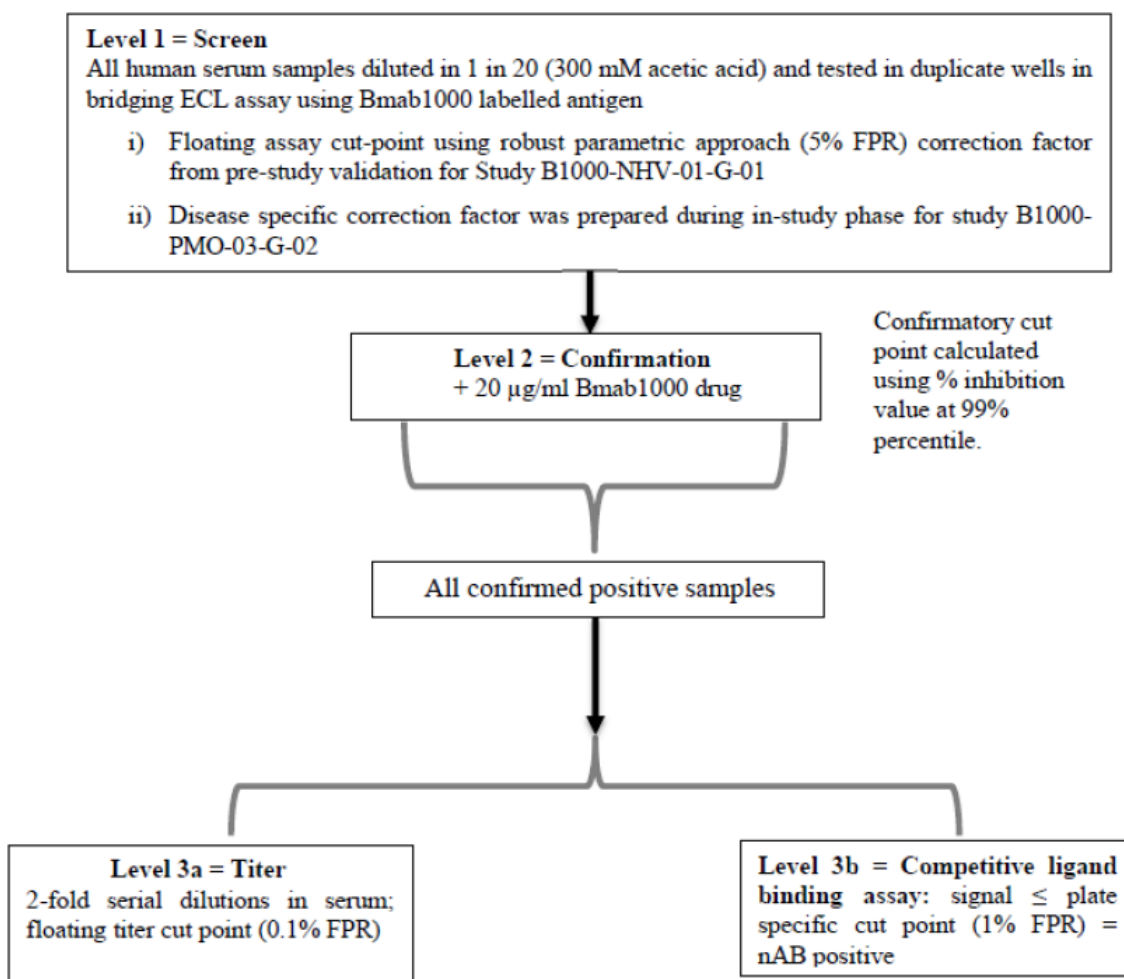 Level 1 = Screen
All human serum samples diluted in 1 in 20 (300 mM acetic acid) and tested in duplicate wells in
bridging ECL assay using Bmab1000 labelled antigen
i) Floating assay cut-point using robust parametric approach (5% FPR) correction factor
from pre-study validation for Study B1000-NHV-01-G-01
ii) Disease specific correction factor was prepared during in-study phase for study B1000-
PMO-03-G-02
Level 2 = Confirmation
+ 20 µg/ml Bmab1000 drug
Confirmatory cut
point calculated
using % inhibition
value at 99%
percentile.
All confirmed positive samples
Level 3a = Titer
2-fold serial dilutions in serum;
floating titer cut point (0.1% FPR)
Level 3b = Competitive ligand
binding assay: signal ≤ plate
specific cut point (1% FPR) =
nAB positive